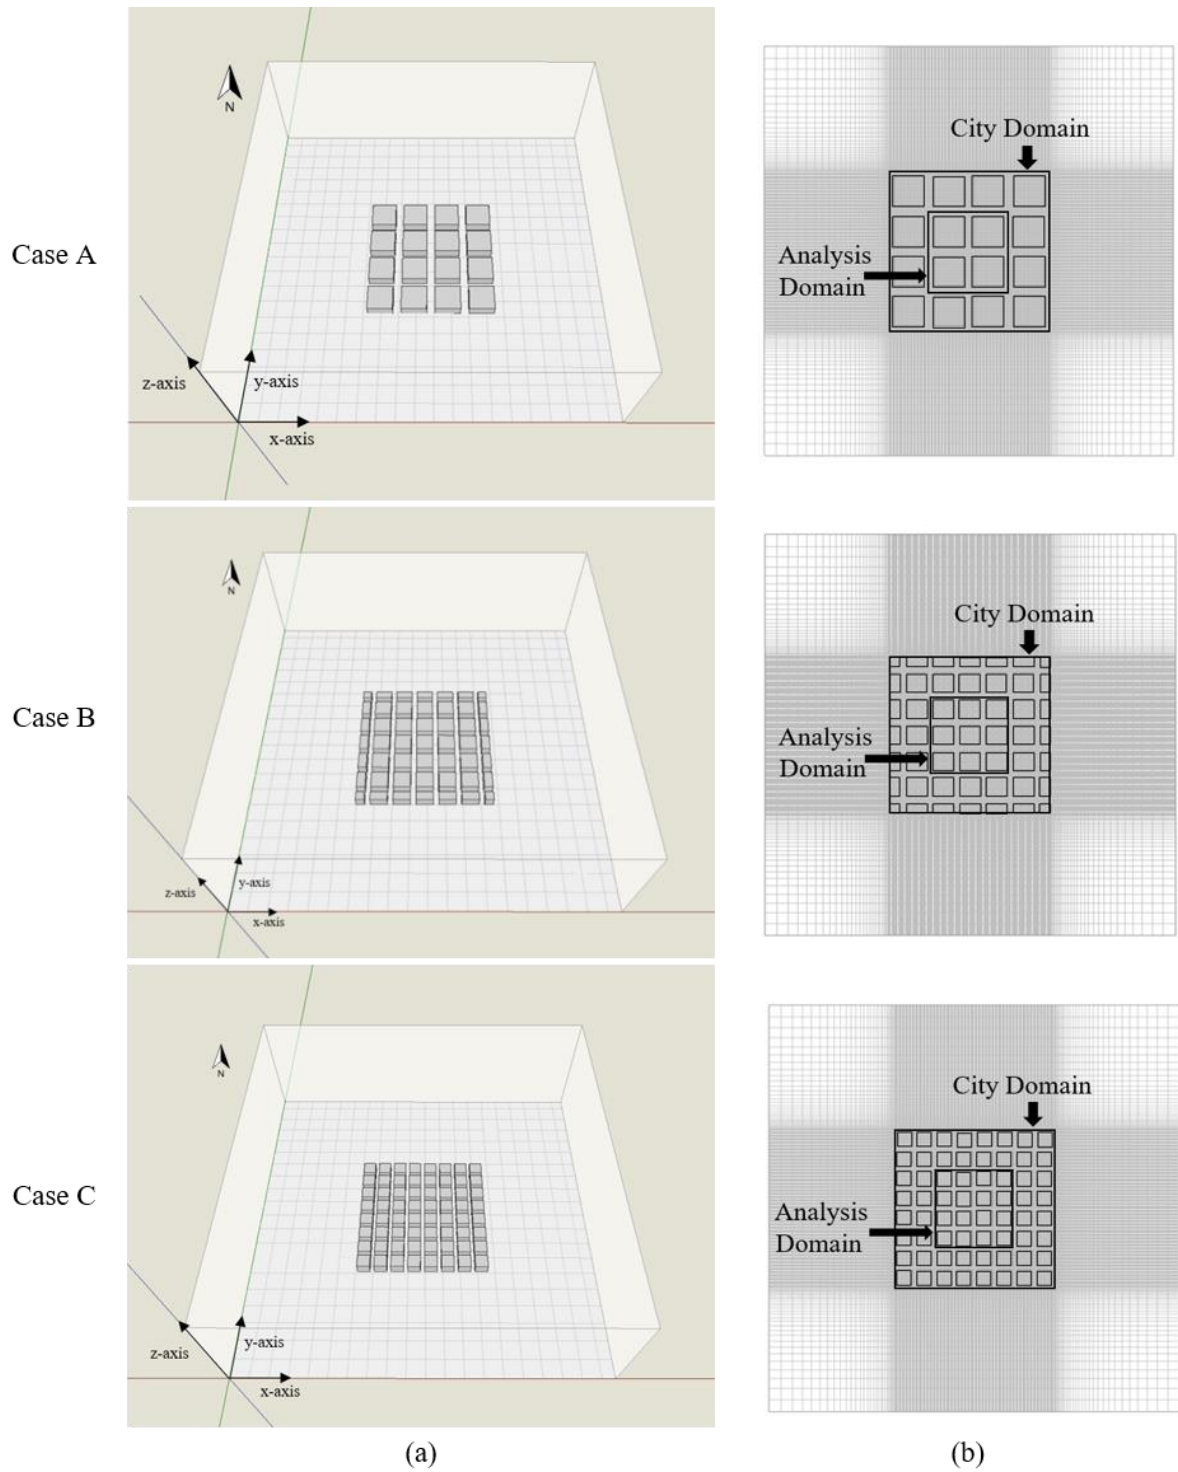 N
City Domain
Case A
Analysis
Domain
z-axis
y-axis
x-axis
N
City Domain
Case B
Analysis
Domain
z-axis
y-axis
x-axis
N
City Domain
Case C
Analysis
Domain
z-axis
y-axis
x-axis
(a)
(b)